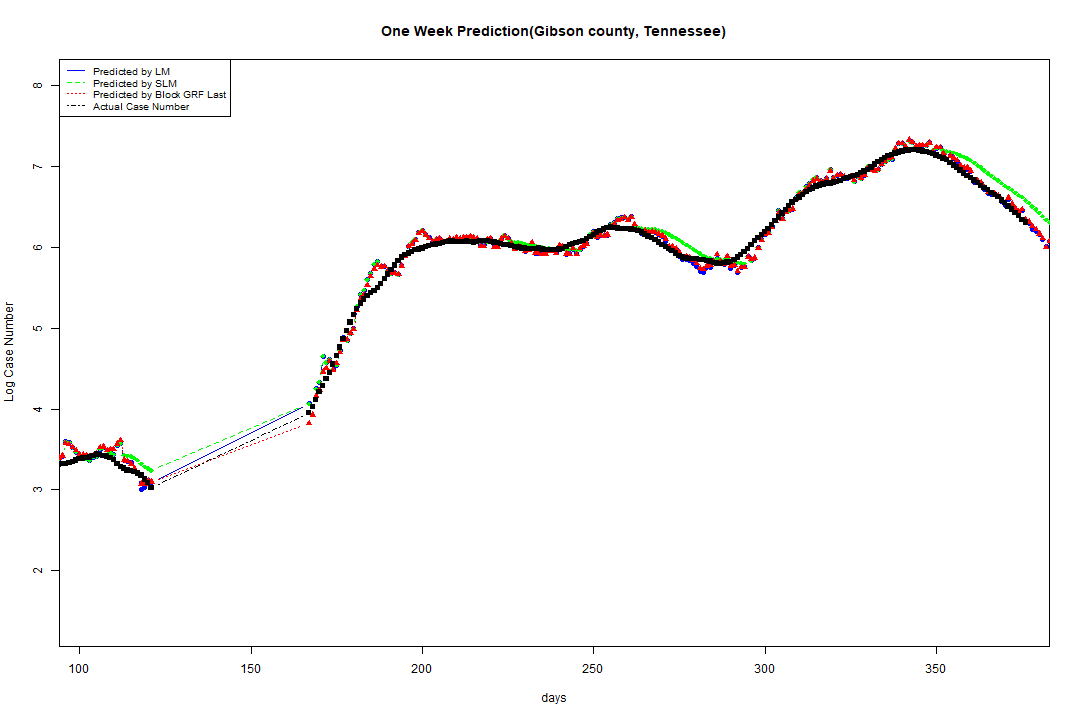 One Week Prediction(Gibson county, Tennessee)
Predicted by LM
Predicted by SLM
Predicted by Block GRF Last
Actual Case Number
Log Case Number
8
7
6
5
4
3
2
100 150 200 250 300 350
days